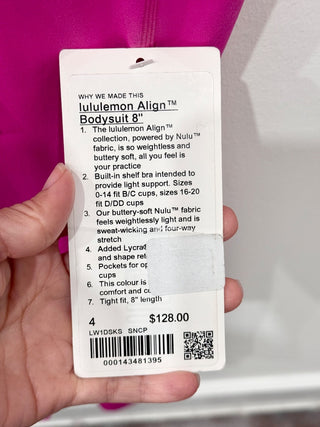 WHY WE MADE THIS
lululemon Align™
Bodysuit 8"
1. The lululemon Align™
collection, powered by Nulu™
fabric, is so weightless and
buttery soft, all you feel is
your practice
2. Built-in shelf bra intended to
provide light support. Sizes
0-14 fit B/C cups, sizes 16-20
fit D/DD cups
3. Our buttery-soft Nulu™ fabric
feels weightlessly light and is
sweat-wicking and four-way
stretch
4. Added Lycra
and shape re
5. Pockets for op
cups
6. This colour is
comfort and co
7. Tight fit, 8" length
4 $128.00
LW1DSKS SNCP
000143481395